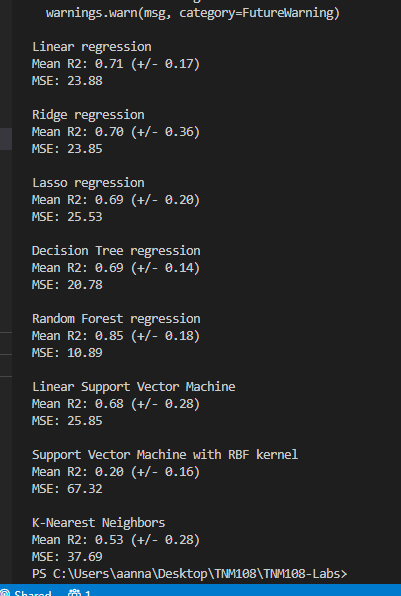 warnings.warn(msg, category=FutureWarning)
Linear regression
Mean R2: 0.71 (+/- 0.17)
MSE: 23.88
Ridge regression
Mean R2: 0.70 (+/- 0.36)
MSE: 23.85
Lasso regression
Mean R2: 0.69 (+/- 0.20)
MSE: 25.53
Decision Tree regression
Mean R2: 0.69 (+/- 0.14)
MSE: 20.78
Random Forest regression
Mean R2: 0.85 (+/- 0.18)
MSE: 10.89
Linear Support Vector Machine
Mean R2: 0.68 (+/- 0.28)
MSE: 25.85
Support Vector Machine with RBF kernel
Mean R2: 0.20 (+/- 0.16)
MSE: 67.32
K-Nearest Neighbors
Mean R2: 0.53 (+/- 0.28)
MSE: 37.69
PS C:\Users\aanna\Desktop\TNM108\TNM108-Labs>
Shared 1